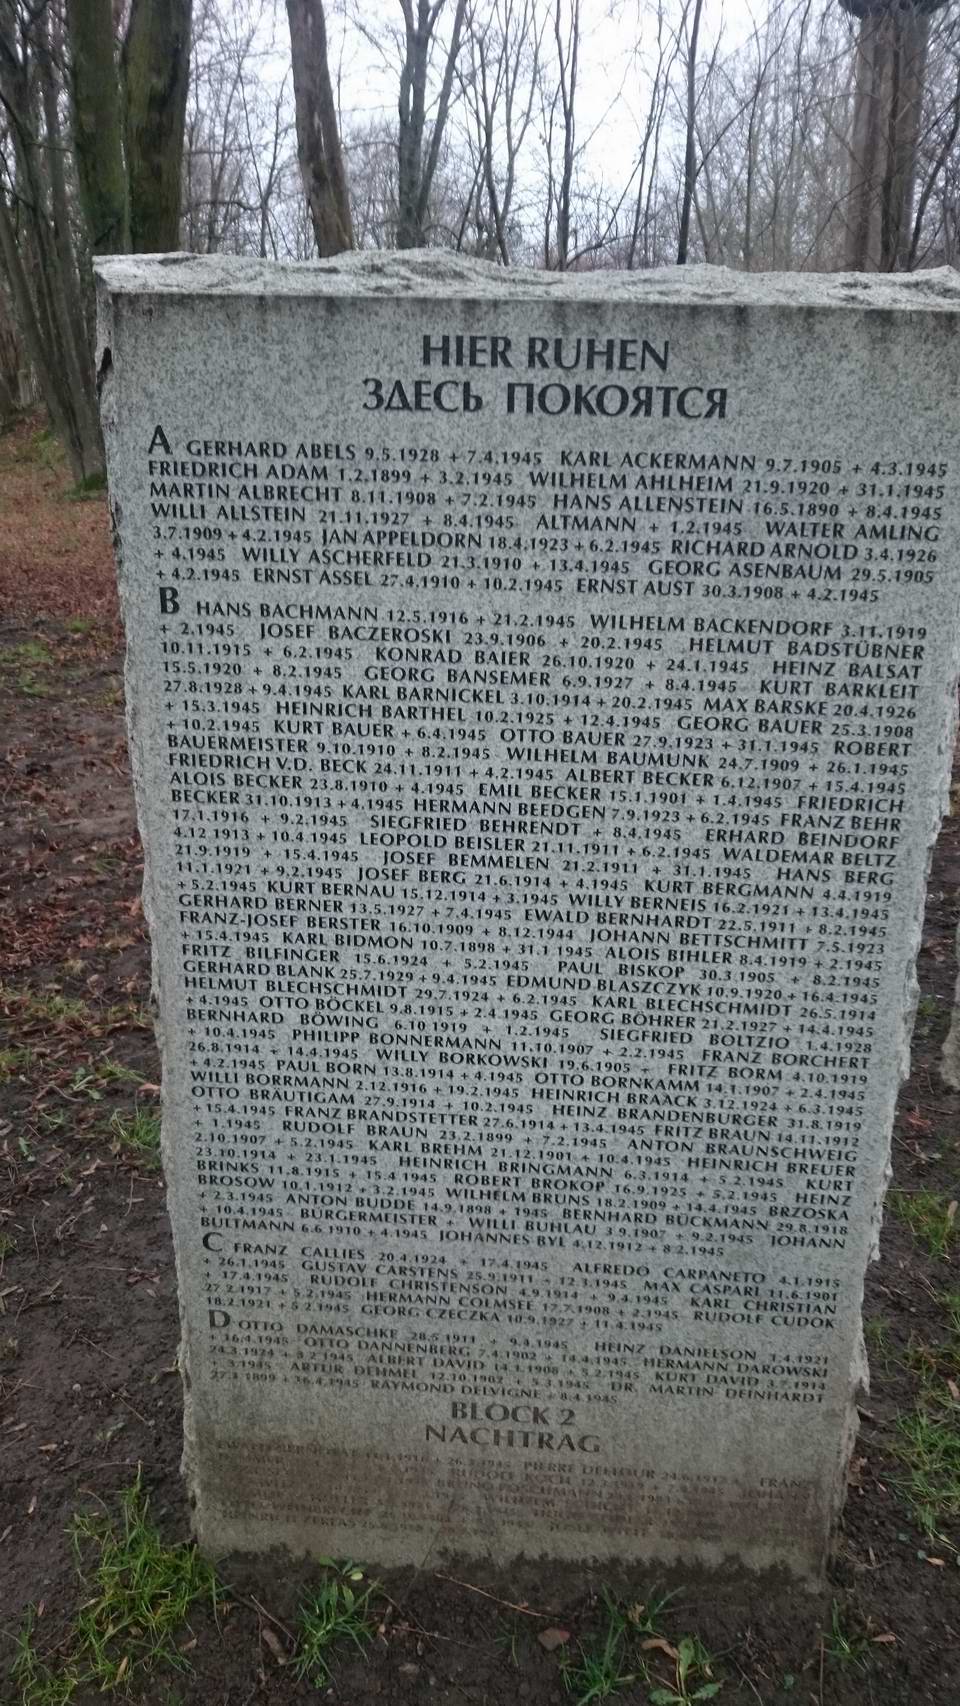 HIER RUHEN
ЗДЕСЬ ПОКОЯТСЯ
A GERHARD ABELS 9.5.1928 + 7.4.1945 KARL ACKERMANN 9.7.1905 + 4.3.1945
FRIEDRICH ADAM 1.2.1899 + 3.2.1945 WILHELM AHLHEIM 21.9.1920 + 31.1.1945
MARTIN ALBRECHT 8.11.1908 + 7.2.1945 HANS ALLENSTEIN 16.5.1890 + 8.4.1945
WILLI ALLSTEIN 21.11.1927 + 8.4.1945 ALTMANN + 1.2.1945 WALTER AMLING
3.7.1909 + 4.2.1945 JAN APPELDORN 18.4.1923 + 6.2.1945 RICHARD ARNOLD 3.4.1926
+ 4.1945 WILLY ASCHERFELD 21.3.1910 + 13.4.1945 GEORG ASENBAUM 29.5.1905
+ 4.2.1945 ERNST ASSEL 27.4.1910 + 10.2.1945 ERNST AUST 30.3.1908 + 4.2.1945
B HANS BACHMANN 12.5.1916 + 21.2.1945 WILHELM BACKENDORF 3.11.1919
+ 2.1945 JOSEF BACZEROSKI 23.9.1906 + 20.2.1945 HELMUT BADSTÜBNER
10.11.1915 + 6.2.1945 KONRAD BAIER 26.10.1920 + 24.1.1945 HEINZ BALSAT
15.5.1920 + 8.2.1945 GEORG BANSEMER 6.9.1927 + 8.4.1945 KURT BARKLEIT
27.8.1928 + 9.4.1945 KARL BARNICKEL 3.10.1914 + 20.2.1945 MAX BARSKE 20.4.1926
+ 15.3.1945 HEINRICH BARTHEL 10.2.1925 + 12.4.1945 GEORG BAUER 25.3.1908
+ 10.2.1945 KURT BAUER + 6.4.1945 OTTO BAUER 27.9.1923 + 31.1.1945 ROBERT
BAUERMEISTER 9.10.1910 + 8.2.1945 WILHELM BAUMUNK 24.7.1909 + 26.1.1945
FRIEDRICH V.D. BECK 24.11.1911 + 4.2.1945 ALBERT BECKER 6.12.1907 + 15.4.1945
ALOIS BECKER 23.8.1910 + 4.1945 EMIL BECKER 15.1.1901 + 1.4.1945 FRIEDRICH
BECKER 31.10.1913 + 4.1945 HERMANN BEEDGEN 7.9.1923 + 6.2.1945 FRANZ BEHR
17.1.1916 + 9.2.1945 SIEGFRIED BEHRENDT + 8.4.1945 ERHARD BEINDORF
4.12.1913 + 10.4.1945 LEOPOLD BEISLER 21.11.1911 + 6.2.1945 WALDEMAR BELTZ
21.9.1919 + 15.4.1945 JOSEF BEMMELEN 21.2.1911 + 31.1.1945 HANS BERG
11.1.1921 + 9.2.1945 JOSEF BERG 21.6.1914 + 4.1945 KURT BERGMANN 4.4.1919
+ 5.2.1945 KURT BERNAU 15.12.1914 + 3.1945 WILLY BERNEIS 16.2.1921 + 13.4.1945
GERHARD BERNER 13.5.1927 + 7.4.1945 EWALD BERNHARDT 22.5.1911 + 8.2.1945
FRANZ-JOSEF BERSTER 16.10.1909 + 8.12.1944 JOHANN BETTSCHMITT 7.5.1923
+ 15.4.1945 KARL BIDMON 10.7.1898 + 31.1.1945 ALOIS BIHLER 8.4.1919 + 2.1945
FRITZ BILFINGER 15.6.1924 + 5.2.1945 PAUL BISKOP 30.3.1905 + 8.2.1945
GERHARD BLANK 25.7.1929 + 9.4.1945 EDMUND BLASZCZYK 10.9.1920 + 16.4.1945
HELMUT BLECHSCHMIDT 29.7.1924 + 6.2.1945 KARL BLECHSCHMIDT 26.5.1914
+ 4.1945 OTTO BÖCKEL 9.8.1915 + 2.4.1945 GEORG BÖHRER 21.2.1927 + 14.4.1945
BERNHARD BÖWING 6.10.1919 + 1.2.1945 SIEGFRIED BOLTZIO 1.4.1928
+ 10.4.1945 PHILIPP BONNERMANN 11.10.1907 + 2.2.1945 FRANZ BORCHERT
26.8.1914 + 14.4.1945 WILLY BORKOWSKI 19.6.1905 + FRITZ BORM 4.10.1919
+ 4.2.1945 PAUL BORN 13.8.1914 + 4.1945 OTTO BORNKAMM 14.1.1907 + 2.4.1945
WILLI BORRMANN 2.12.1916 + 19.2.1945 HEINRICH BRAACK 3.12.1924 + 6.3.1945
OTTO BRÄUTIGAM 27.9.1914 + 10.2.1945 HEINZ BRANDENBURGER 31.8.1919
+ 15.4.1945 FRANZ BRANDSTETTER 27.6.1914 + 13.4.1945 FRITZ BRAUN 14.11.1912
+ 1.1945 RUDOLF BRAUN 23.2.1899 + 7.2.1945 ANTON BRAUNSCHWEIG
2.10.1907 + 5.2.1945 KARL BREHM 21.12.1901 + 10.4.1945 HEINRICH BREUER
23.10.1914 + 23.1.1945 HEINRICH BRINGMANN 6.3.1914 + 5.2.1945 KURT
BRINKS 11.8.1915 + 15.4.1945 ROBERT BROKOP 16.9.1925 + 5.2.1945 HEINZ
BROSOW 10.1.1912 + 3.2.1945 WILHELM BRUNS 18.2.1909 + 14.4.1945 BRZOSKA
+ 2.3.1945 ANTON BUDDE 14.9.1898 + 1945 BERNHARD BÜCKMANN 29.8.1918
+ 10.4.1945 BÜRGERMEISTER + WILLI BUHLAU 3.9.1907 + 9.2.1945 JOHANN
BULTMANN 6.6.1910 + 4.1945 JOHANNES BYL 4.12.1912 + 8.2.1945
C FRANZ CALLIES 20.4.1924 + 17.4.1945 ALFREDO CARPANETO 4.1.1915
+ 26.1.1945 GUSTAV CARSTENS 25.9.1911 + 12.3.1945 MAX CASPARI 11.6.1901
+ 17.4.1945 RUDOLF CHRISTENSON 4.9.1914 + 9.4.1945 KARL CHRISTIAN
27.2.1917 + 5.2.1945 HERMANN COLMSEE 17.7.1908 + 2.1945 RUDOLF CUDOK
18.2.1921 + 5.2.1945 GEORG CZECZKA 10.9.1927 + 11.4.1945
D OTTO DAMASCHKE 28.5.1911 + 9.4.1945 HEINZ DANIELSON 1.4.1921
+ 16.4.1945 OTTO DANNENBERG 7.4.1902 + 14.4.1945 HERMANN DAROWSKI
24.3.1924 + 3.2.1945 ALBERT DAVID 14.1.1908 + 5.2.1945 KURT DAVID 3.7.1914
+ 3.1945 ARTUR DEHMEL 12.10.1902 + 5.3.1945 DR. MARTIN DEINHARDT
27.3.1899 + 16.4.1945 RAYMOND DELVIGNE + 8.4.1945
BLOCK 2
NACHTRAG
PIERRE DELTOUR FRANZ
RUDOLF KOCH
BRUNO POSCHMANN